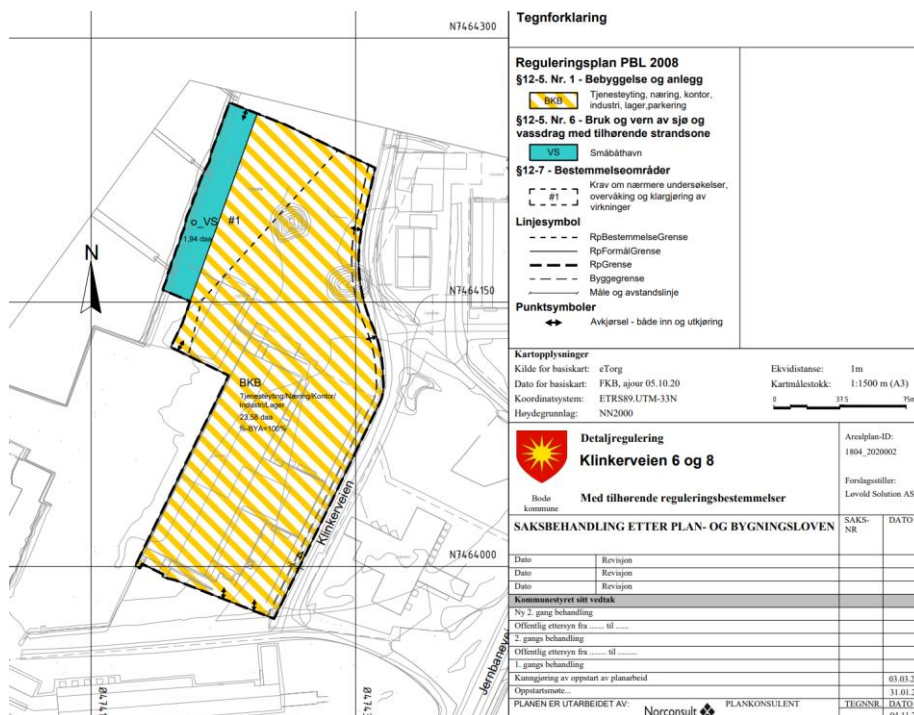 N7464300
o_VS #1
1,94 daa
N
N7464150
BKB
Tjenesteyting/Næring/Kontor/
Industri/Lager
23,58 daa
%-BYA=100%
Klinkerveien
N7464000
Jernbanevei
Tegnforklaring
Reguleringsplan PBL 2008
§12-5. Nr. 1 - Bebyggelse og anlegg
BKB Tjenesteyting, næring, kontor,
industri, lager,parkering
§12-5. Nr. 6 - Bruk og vern av sjø og
vassdrag med tilhørende strandsone
VS Småbåthavn
§12-7 - Bestemmelseområder
#1 Krav om nærmere undersøkelser,
overvåking og klargjøring av
virkninger
Linjesymbol
RpBestemmelseGrense
RpFormålGrense
RpGrense
Byggegrense
Måle og avstandslinje
Punktsymboler
Avkjørsel - både inn og utkjøring
Kartopplysninger
Kilde for basiskart: eTorg
Dato for basiskart: FKB, ajour 05.10.20
Koordinatsystem: ETRS89.UTM-33N
Høydegrunnlag: NN2000
Ekvidistanse: 1m
Kartmålestokk: 1:1500 m (A3)
0 37.5 75m
Bodø
kommune
Detaljregulering
Klinkerveien 6 og 8
Med tilhørende reguleringsbestemmelser
Arealplan-ID:
1804_2020002
Forslagsstiller:
Løvold Solution AS
SAKSBEHANDLING ETTER PLAN- OG BYGNINGSLOVEN
SAKS-
NR.
DATO
Dato Revisjon
Dato Revisjon
Dato Revisjon
Kommunestyret sitt vedtak
Ny 2. gang behandling
Offentlig ettersyn fra ....... til ......
2. gangs behandling
Offentlig ettersyn fra ........ til .........
1. gangs behandling
Kunngjøring av oppstart av planarbeid 03.03.2
Oppstartsmøte... 31.01.2
PLANEN ER UTARBEIDET AV: Norconsult PLANKONSULENT TEGNNR. DATO